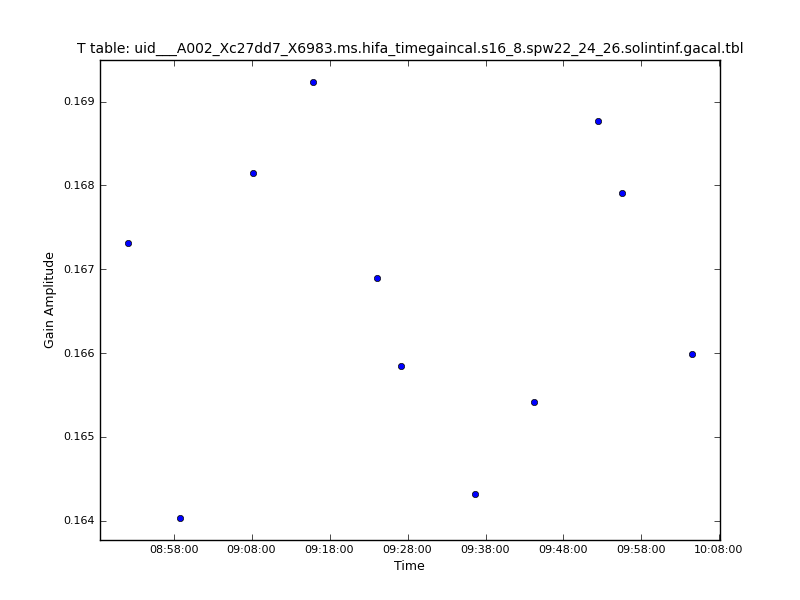 T table: uid___A002_Xc27dd7_X6983.ms.hifa_timegaincal.s16_8.spw22_24_26.solintinf.gacal.tbl
0.169
0.168
0.167
0.166
0.165
0.164
Gain Amplitude
08:58:00 09:08:00 09:18:00 09:28:00 09:38:00 09:48:00 09:58:00 10:08:00
Time